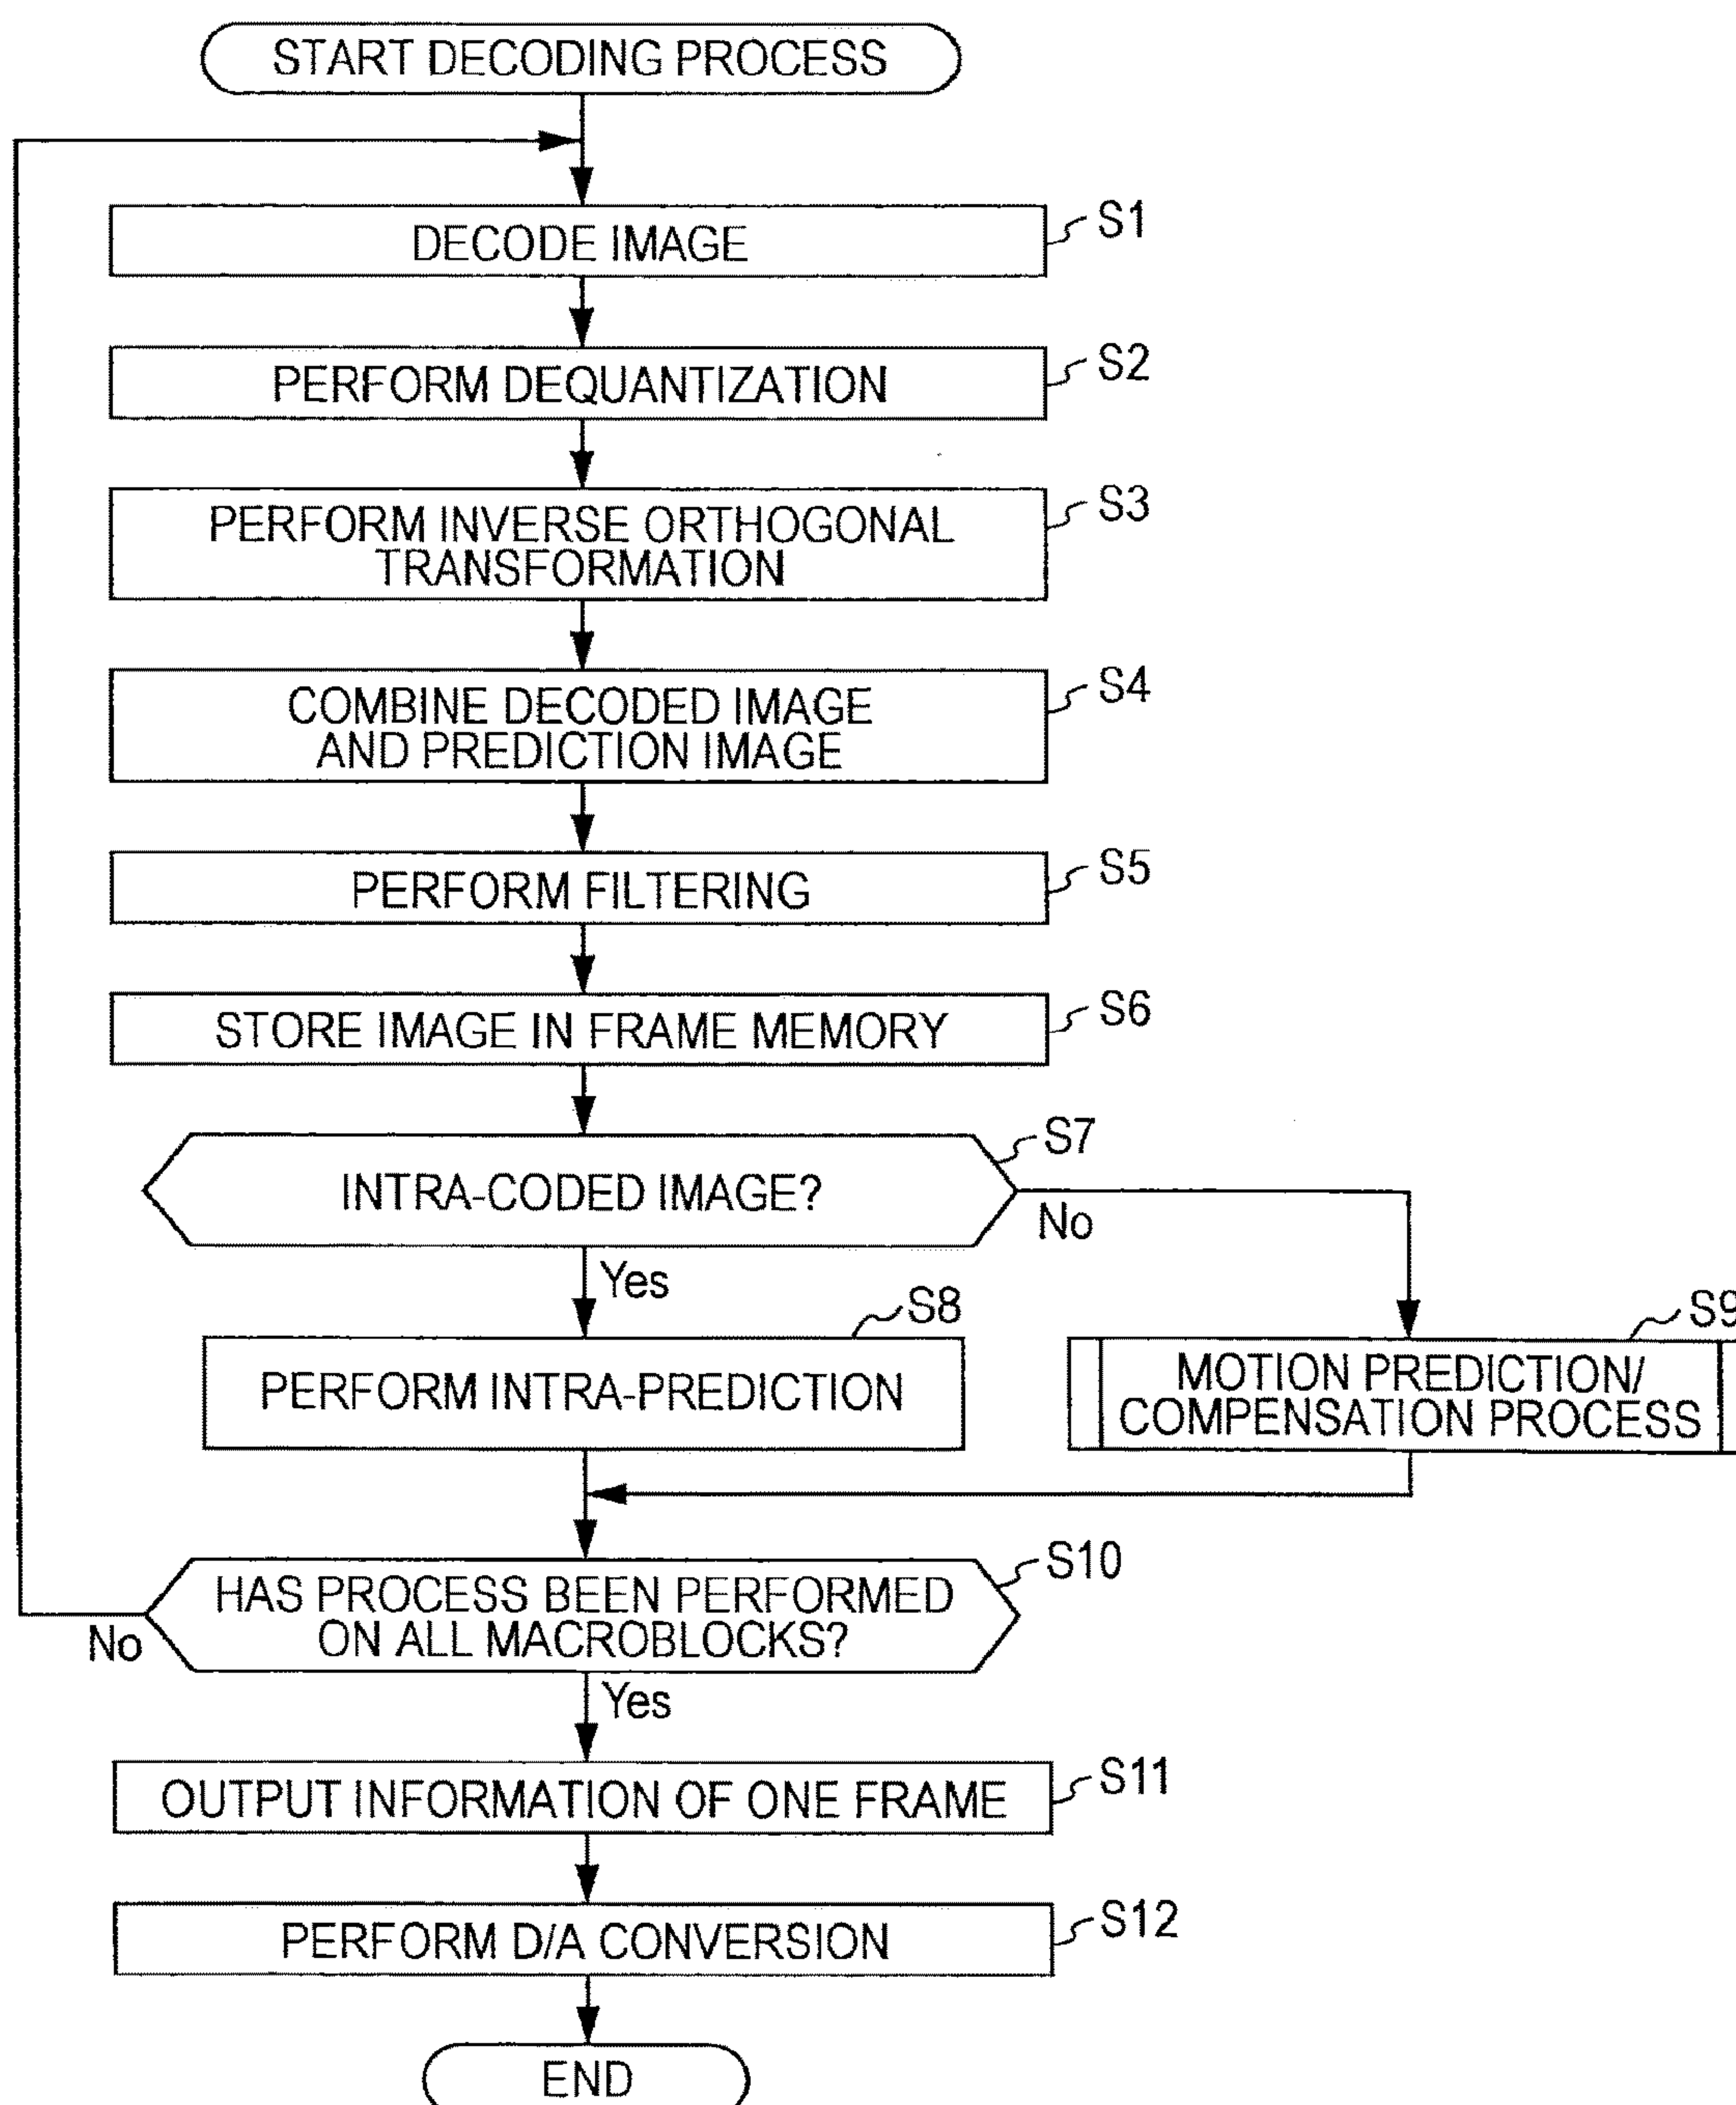 START DECODING PROCESS
DECODE IMAGE
S1
PERFORM DEQUANTIZATION
S2
PERFORM INVERSE ORTHOGONAL
TRANSFORMATION
S3
COMBINE DECODED IMAGE
AND PREDICTION IMAGE
S4
PERFORM FILTERING
S5
STORE IMAGE IN FRAME MEMORY
S6
INTRA-CODED IMAGE?
S7
No
Yes
PERFORM INTRA-PREDICTION
S8
MOTION PREDICTION/
COMPENSATION PROCESS
S9
HAS PROCESS BEEN PERFORMED
ON ALL MACROBLOCKS?
S10
No
Yes
OUTPUT INFORMATION OF ONE FRAME
S11
PERFORM D/A CONVERSION
S12
END